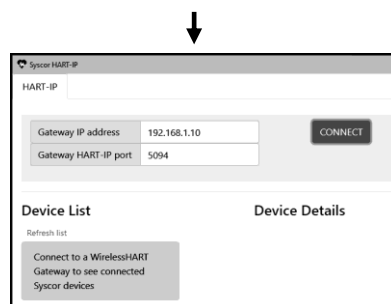 Syscor HART-IP
HART-IP
Gateway IP address 192.168.1.10 CONNECT
Gateway HART-IP port 5094
Device List Device Details
Refresh list
Connect to a WirelessHART
Gateway to see connected
Syscor devices